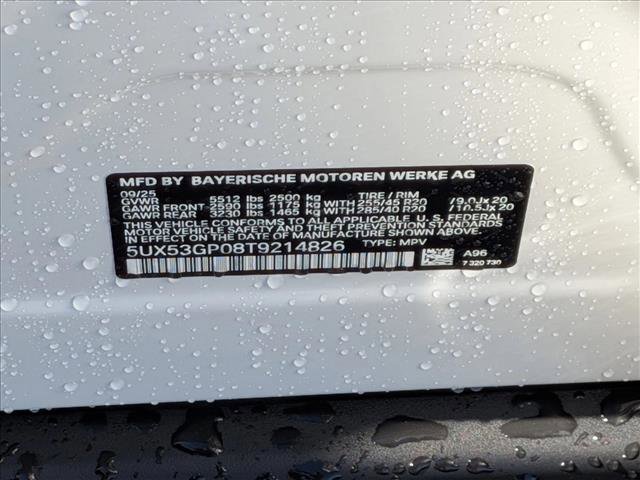 MFD BY BAYERISCHE MOTOREN WERKE AG
09/25 TIRE / RIM
GVWR 5512 lbs 2500 kg
GAWR FRONT 2590 lbs 1175 kg WITH 255/45 R20 / 9.0Jx20
GAWR REAR 3230 lbs 1465 kg WITH 285/40 R20 / 10.5Jx20
THIS VEHICLE CONFORMS TO ALL APPLICABLE U.S. FEDERAL
MOTOR VEHICLE SAFETY AND THEFT PREVENTION STANDARDS
IN EFFECT ON THE DATE OF MANUFACTURE SHOWN ABOVE.
5UX53GP08T9214826 TYPE: MPV
A96
7 320 730